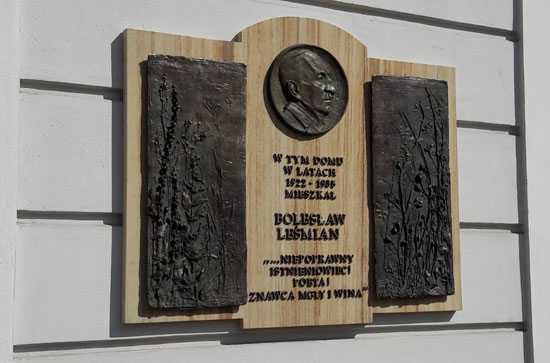 W TYM DOMU
W LATACH
1922 - 1935
MIESZKAŁ
BOLESŁAW
LEŚMIAN
„...NIEPOPRAWNY
ISTNIENIOWIEC!
POETA!
ZNAWCA MGŁY I WINA”